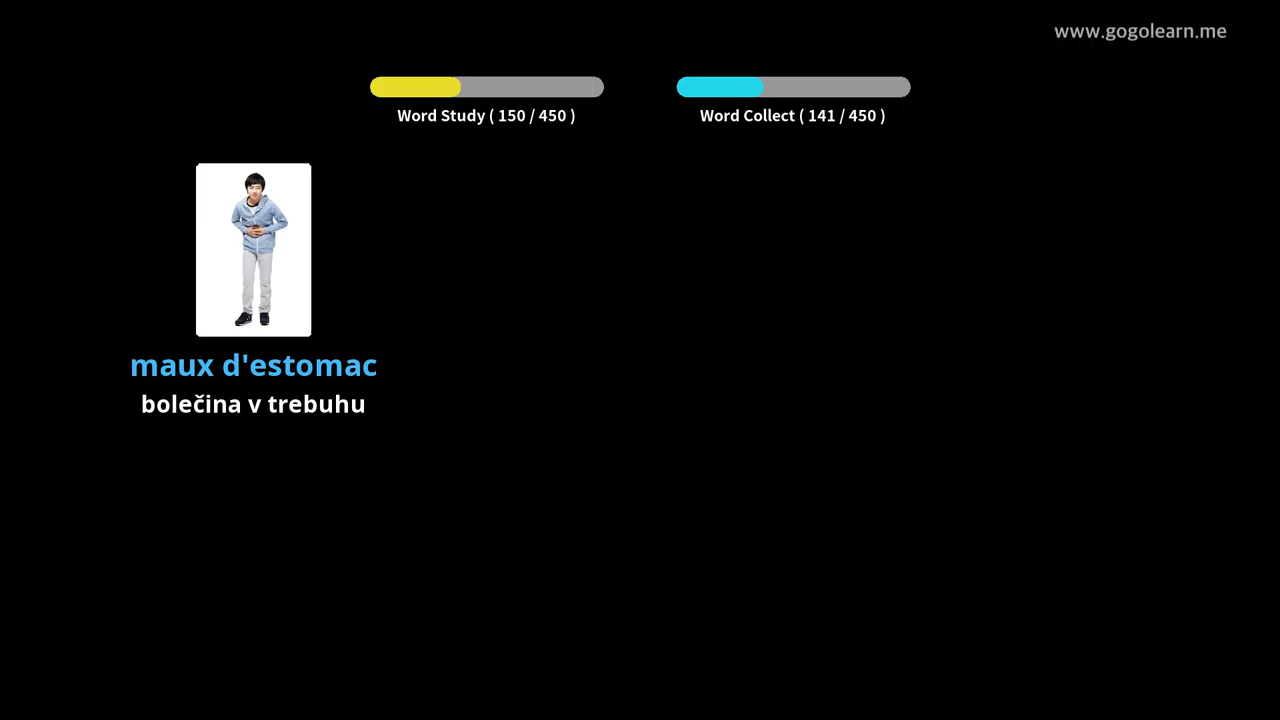 www.gogolearn.me
Word Study ( 150 / 450 )
Word Collect ( 141 / 450 )
maux d'estomac
bolečina v trebuhu